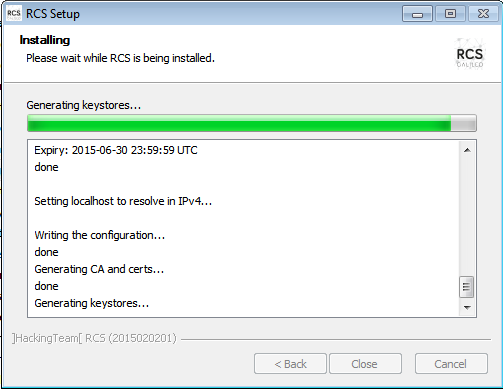 RCS Setup
Installing
Please wait while RCS is being installed.
RCS
GALILEO
Generating keystores...
Expiry: 2015-06-30 23:59:59 UTC
done
Setting localhost to resolve in IPv4...
Writing the configuration...
done
Generating CA and certs...
done
Generating keystores...
]HackingTeam[ RCS (2015020201)
< Back
Close
Cancel